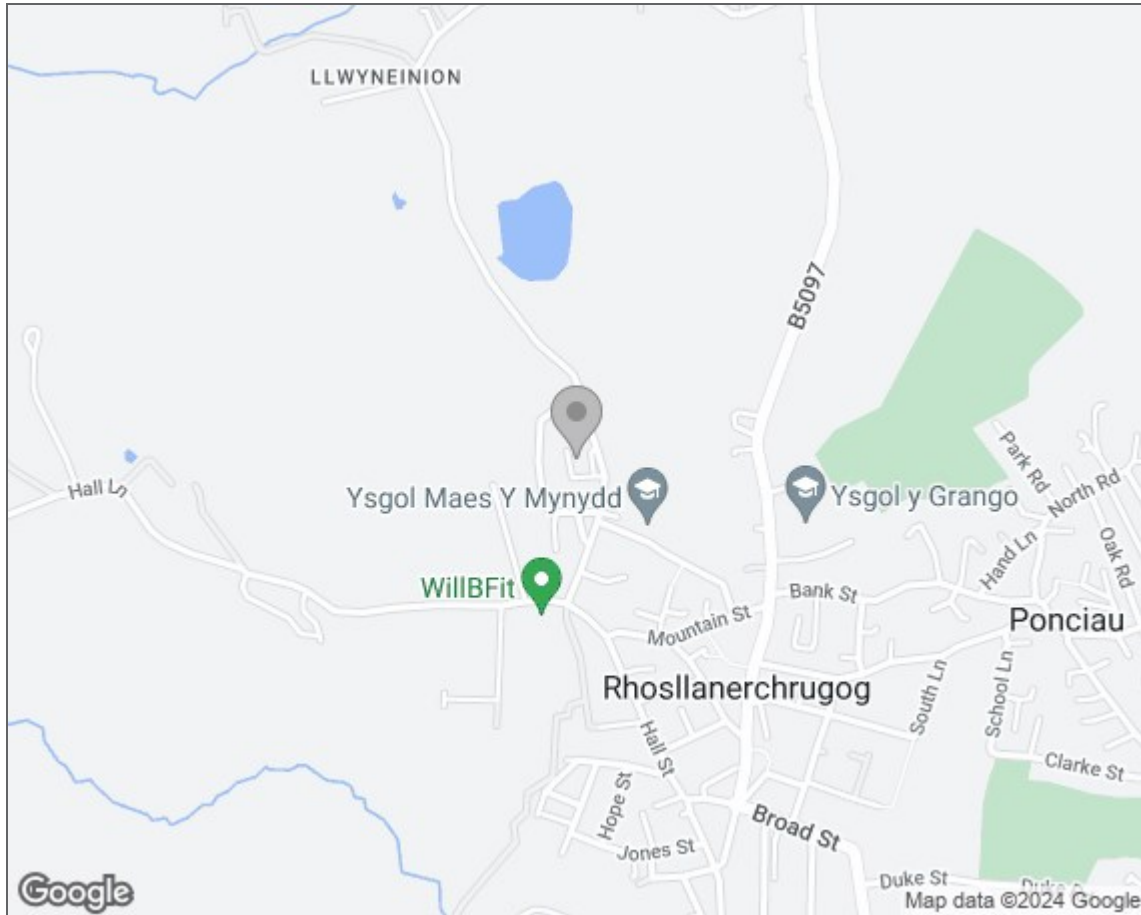 LLWYNEINION
B5097
Park Rd
North Rd
Hall Ln
Ysgol Maes Y Mynydd
Ysgol y Grango
Hand Ln
Oak Rd
WillBFit
Bank St
Mountain St
Ponciau
Rhosllanerchrugog
South Ln
School Ln
Hall St
Clarke St
Hope St
Broad St
Jones St
Duke St
Google
Map data ©2024 Google